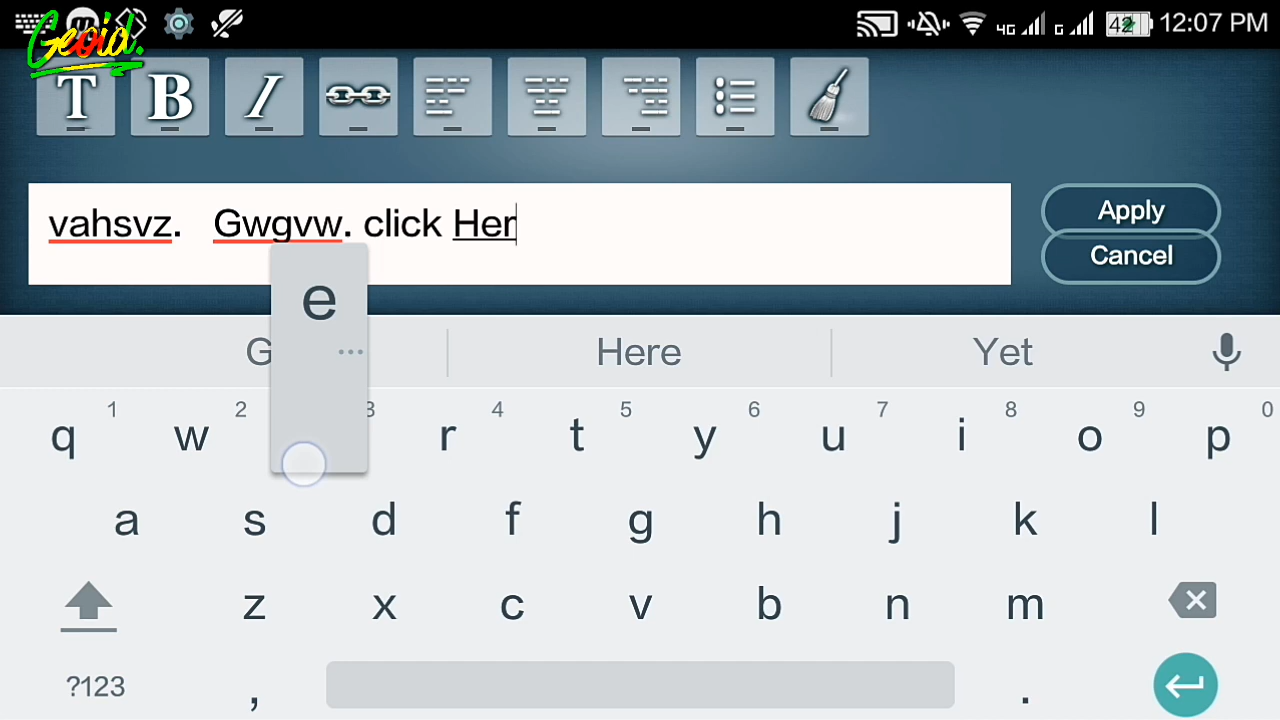 4G G 42 12:07 PM
Geoid.
T B I
vahsvz. Gwgvw. click Her
Apply
Cancel
e
G Here Yet
1 2 3 4 5 6 7 8 9 0
q w r t y u i o p
a s d f g h j k l
z x c v b n m
?123 , .